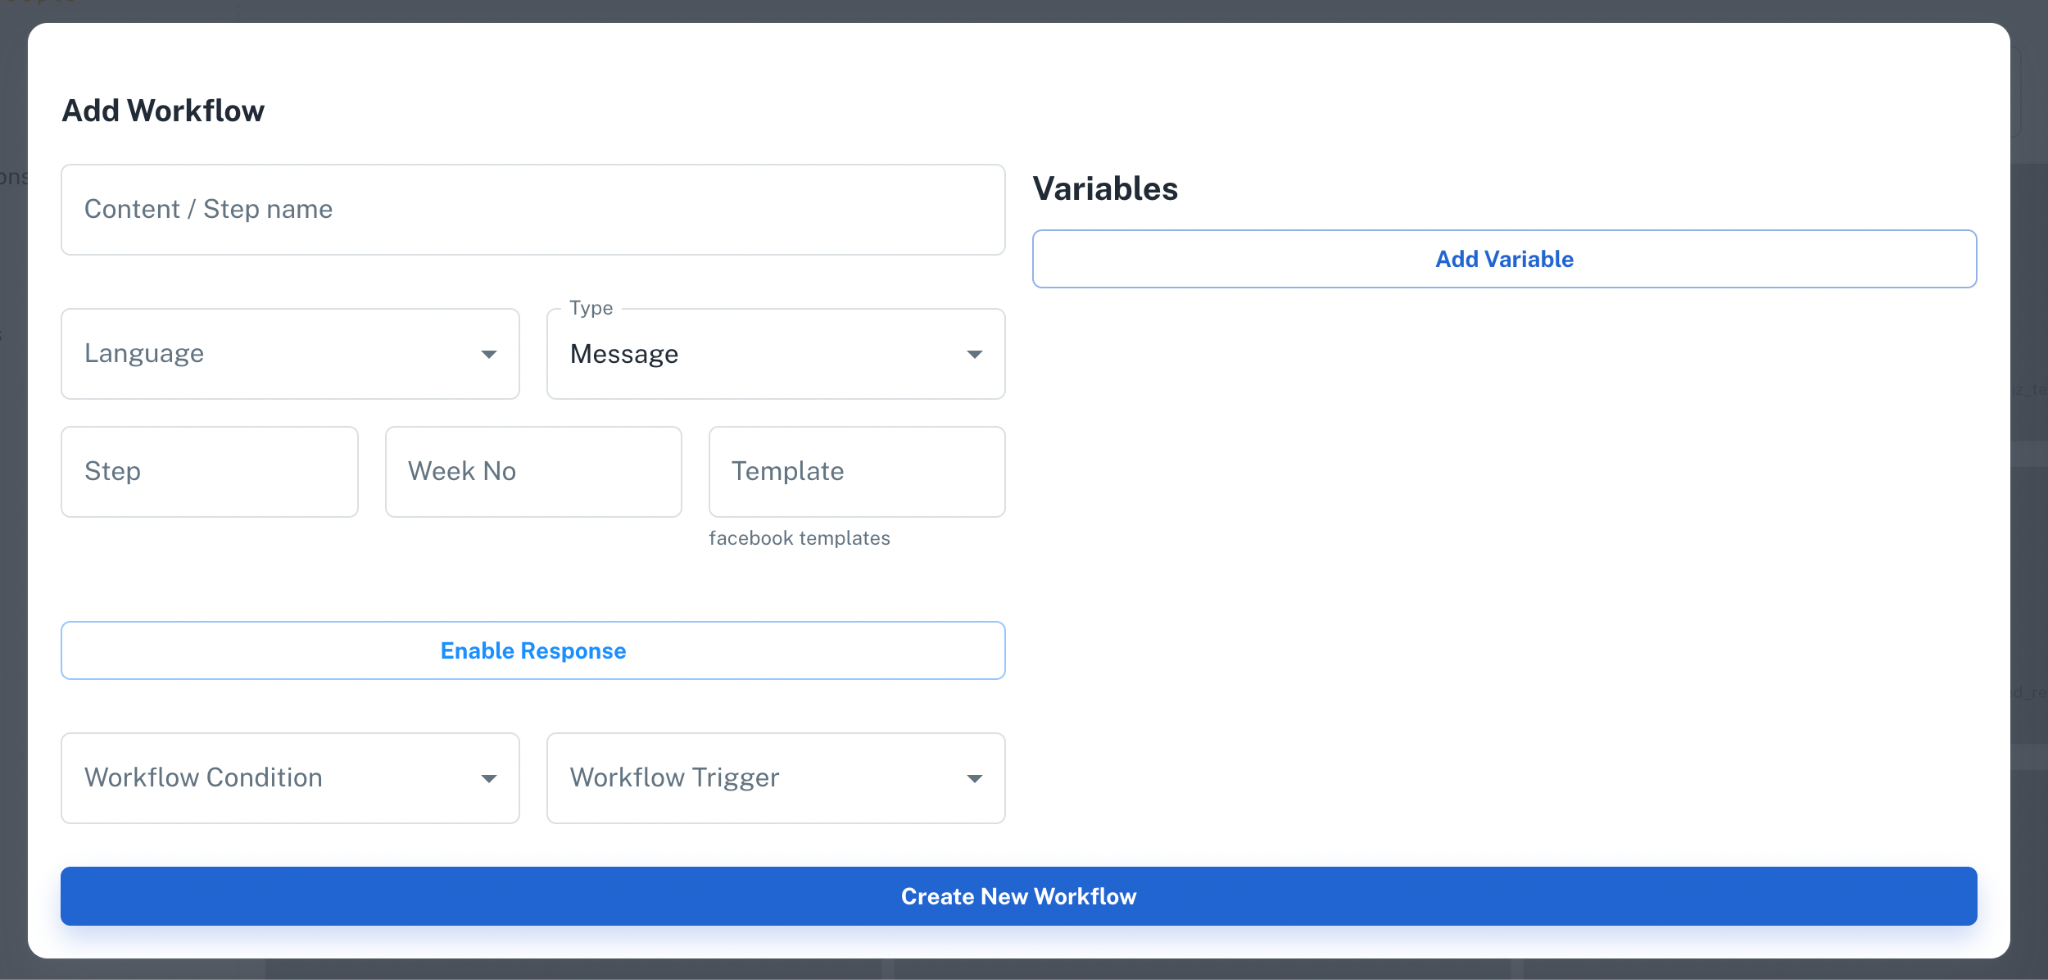 Add Workflow
Content / Step name
Language
Type
Message
Step
Week No
Template
facebook templates
Enable Response
Workflow Condition
Workflow Trigger
Variables
Add Variable
Create New Workflow